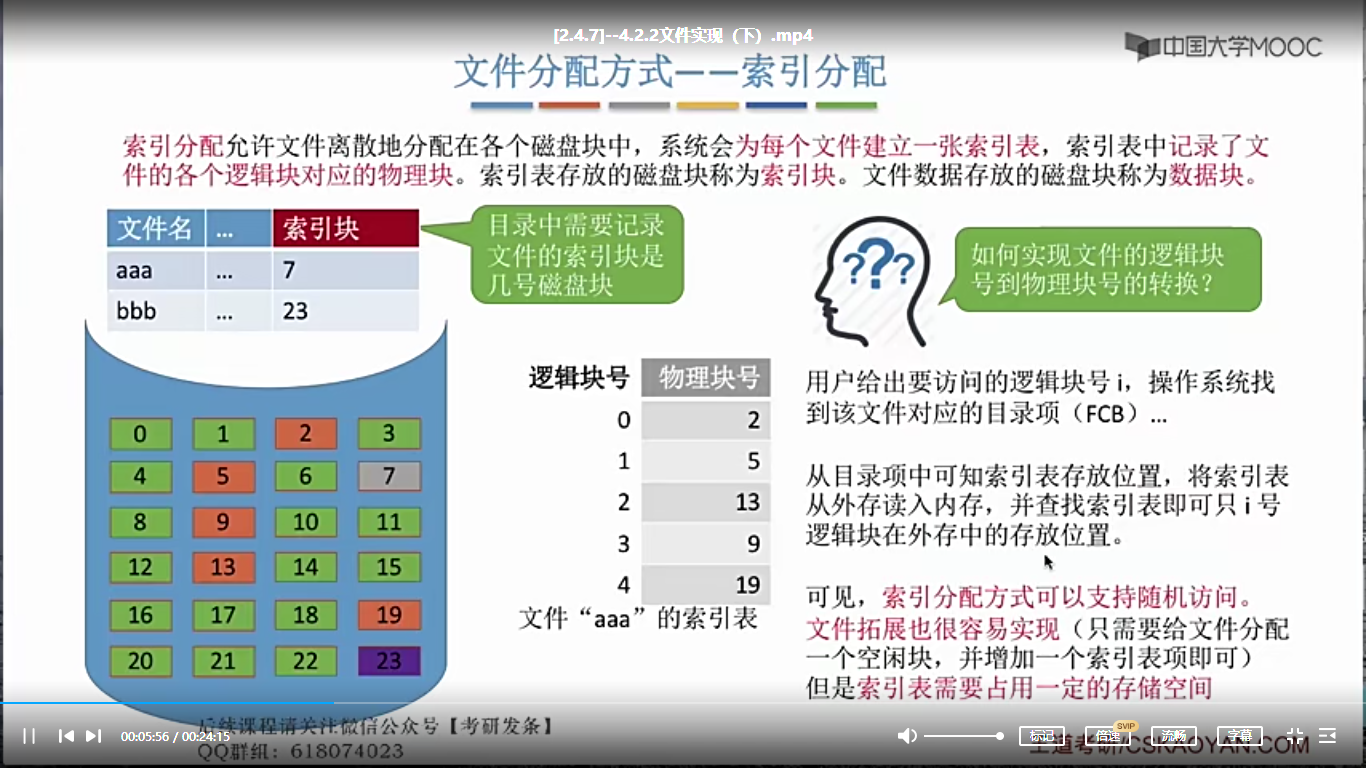 [2.4.7]--4.2.2文件实现（下）.mp4
中国大学MOOC
文件分配方式——索引分配
索引分配允许文件离散地分配在各个磁盘块中，系统会为每个文件建立一张索引表，索引表中记录了文
件的各个逻辑块对应的物理块。索引表存放的磁盘块称为索引块。文件数据存放的磁盘块称为数据块。
文件名 ... 索引块
aaa ... 7
bbb ... 23
目录中需要记录
文件的索引块是
几号磁盘块
???
如何实现文件的逻辑块
号到物理块号的转换？
0 1 2 3
4 5 6 7
8 9 10 11
12 13 14 15
16 17 18 19
20 21 22 23
逻辑块号 物理块号
0 2
1 5
2 13
3 9
4 19
文件“aaa”的索引表
用户给出要访问的逻辑块号 i，操作系统找
到该文件对应的目录项（FCB）...
从目录项中可知索引表存放位置，将索引表
从外存读入内存，并查找索引表即可只 i 号
逻辑块在外存中的存放位置。
可见，索引分配方式可以支持随机访问。
文件拓展也很容易实现（只需要给文件分配
一个空闲块，并增加一个索引表项即可）
但是索引表需要占用一定的存储空间
后续课程请关注微信公众号【考研发条】
QQ群组：618074023
00:05:56 / 00:24:15
标记 倍速 SVIP 流畅 字幕
王道考研/CSKAOYAN.COM